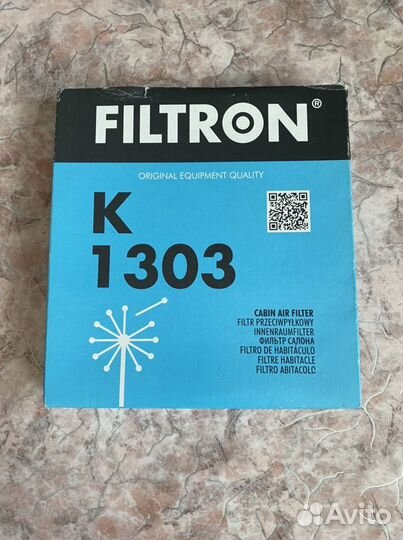 FILTRON®
ORIGINAL EQUIPMENT QUALITY
K
1303
CABIN AIR FILTER
FILTR PRZECIWPYŁKOWY
INNENRAUMFILTER
ФИЛЬТР САЛОНА
FILTRO DE HABITÁCULO
FILTRE HABITACLE
FILTRO ABITACOLO
Avito